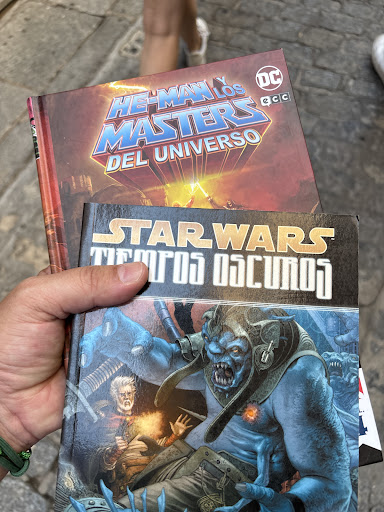 DC
ecc
HE-MAN Y LOS
MASTERS
DEL UNIVERSO
STAR WARS
TIEMPOS OSCUROS